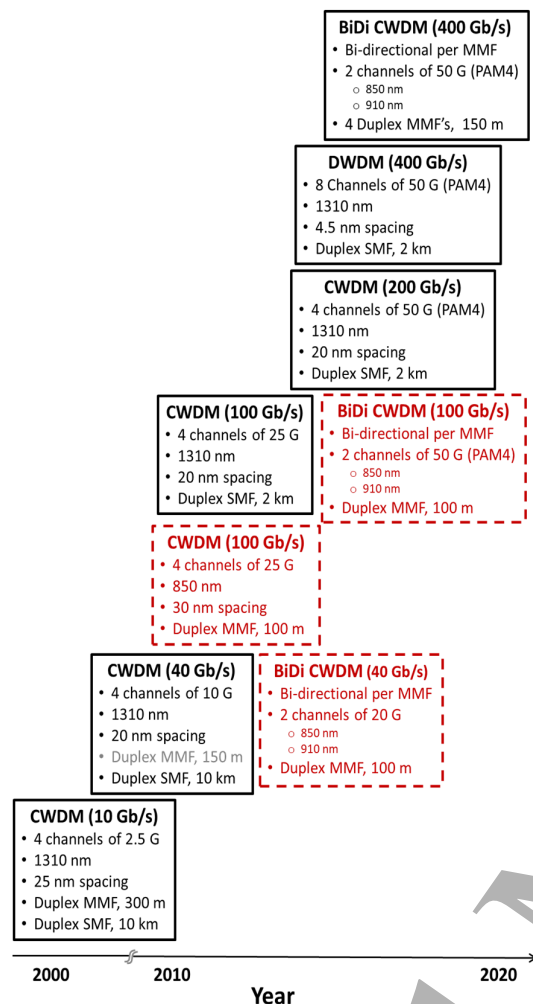 BiDi CWDM (400 Gb/s)
• Bi-directional per MMF
• 2 channels of 50 G (PAM4)
o 850 nm
o 910 nm
• 4 Duplex MMF's, 150 m
DWDM (400 Gb/s)
• 8 Channels of 50 G (PAM4)
• 1310 nm
• 4.5 nm spacing
• Duplex SMF, 2 km
CWDM (200 Gb/s)
• 4 channels of 50 G (PAM4)
• 1310 nm
• 20 nm spacing
• Duplex SMF, 2 km
CWDM (100 Gb/s)
• 4 channels of 25 G
• 1310 nm
• 20 nm spacing
• Duplex SMF, 2 km
BiDi CWDM (100 Gb/s)
• Bi-directional per MMF
• 2 channels of 50 G (PAM4)
o 850 nm
o 910 nm
• Duplex MMF, 100 m
CWDM (100 Gb/s)
• 4 channels of 25 G
• 850 nm
• 30 nm spacing
• Duplex MMF, 100 m
CWDM (40 Gb/s)
• 4 channels of 10 G
• 1310 nm
• 20 nm spacing
• Duplex MMF, 150 m
• Duplex SMF, 10 km
BiDi CWDM (40 Gb/s)
• Bi-directional per MMF
• 2 channels of 20 G
o 850 nm
o 910 nm
• Duplex MMF, 100 m
CWDM (10 Gb/s)
• 4 channels of 2.5 G
• 1310 nm
• 25 nm spacing
• Duplex MMF, 300 m
• Duplex SMF, 10 km
2000 2010 2020
Year